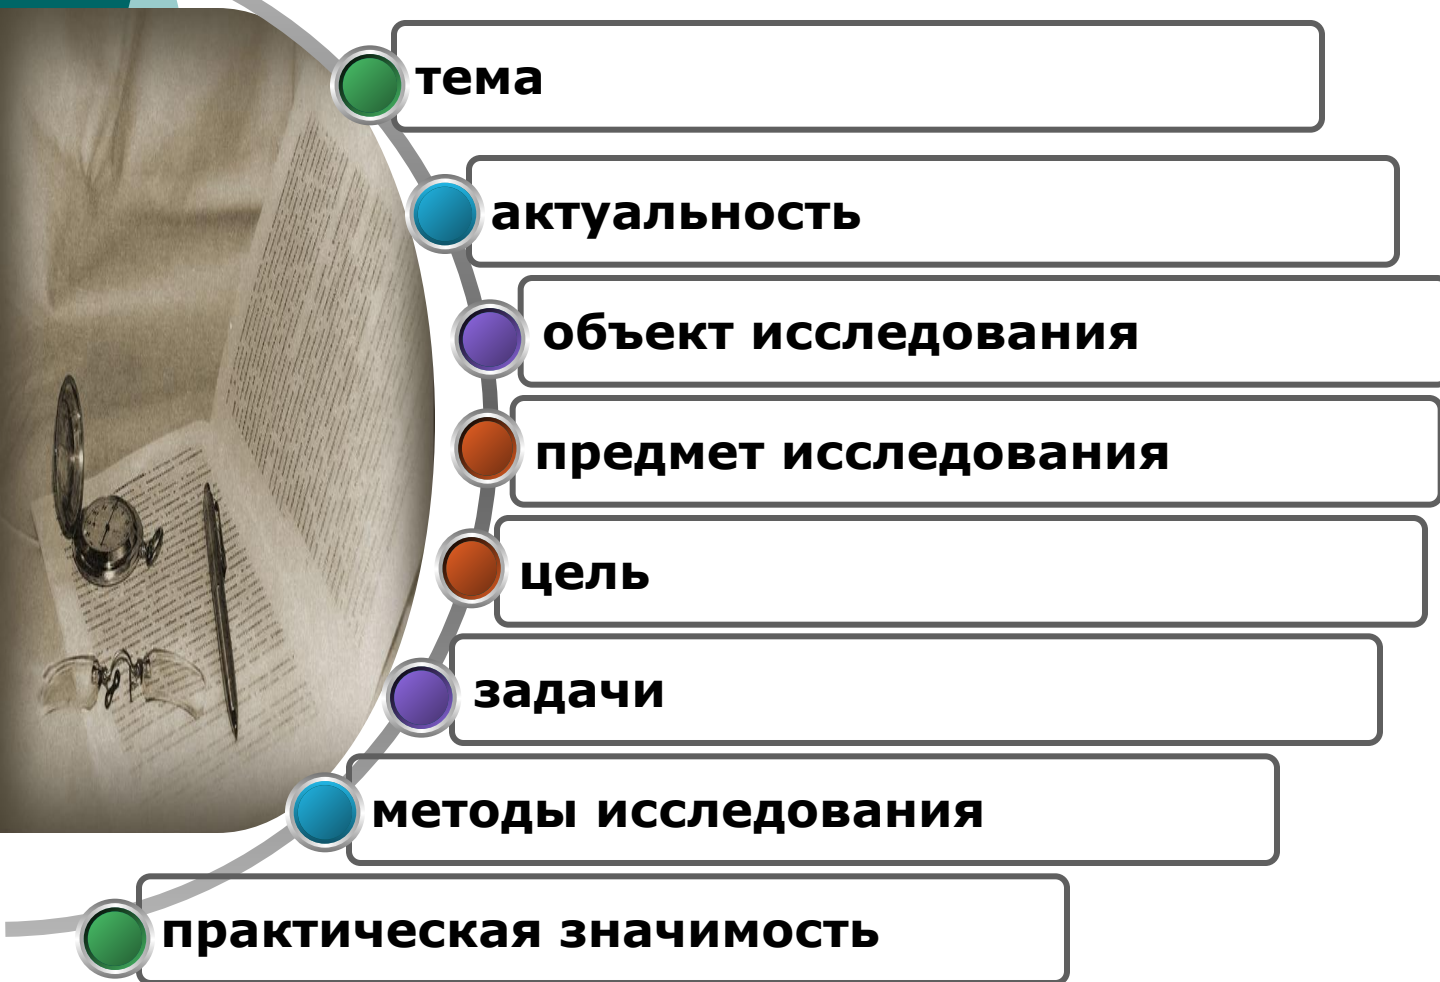 тема
актуальность
объект исследования
предмет исследования
цель
задачи
методы исследования
практическая значимость